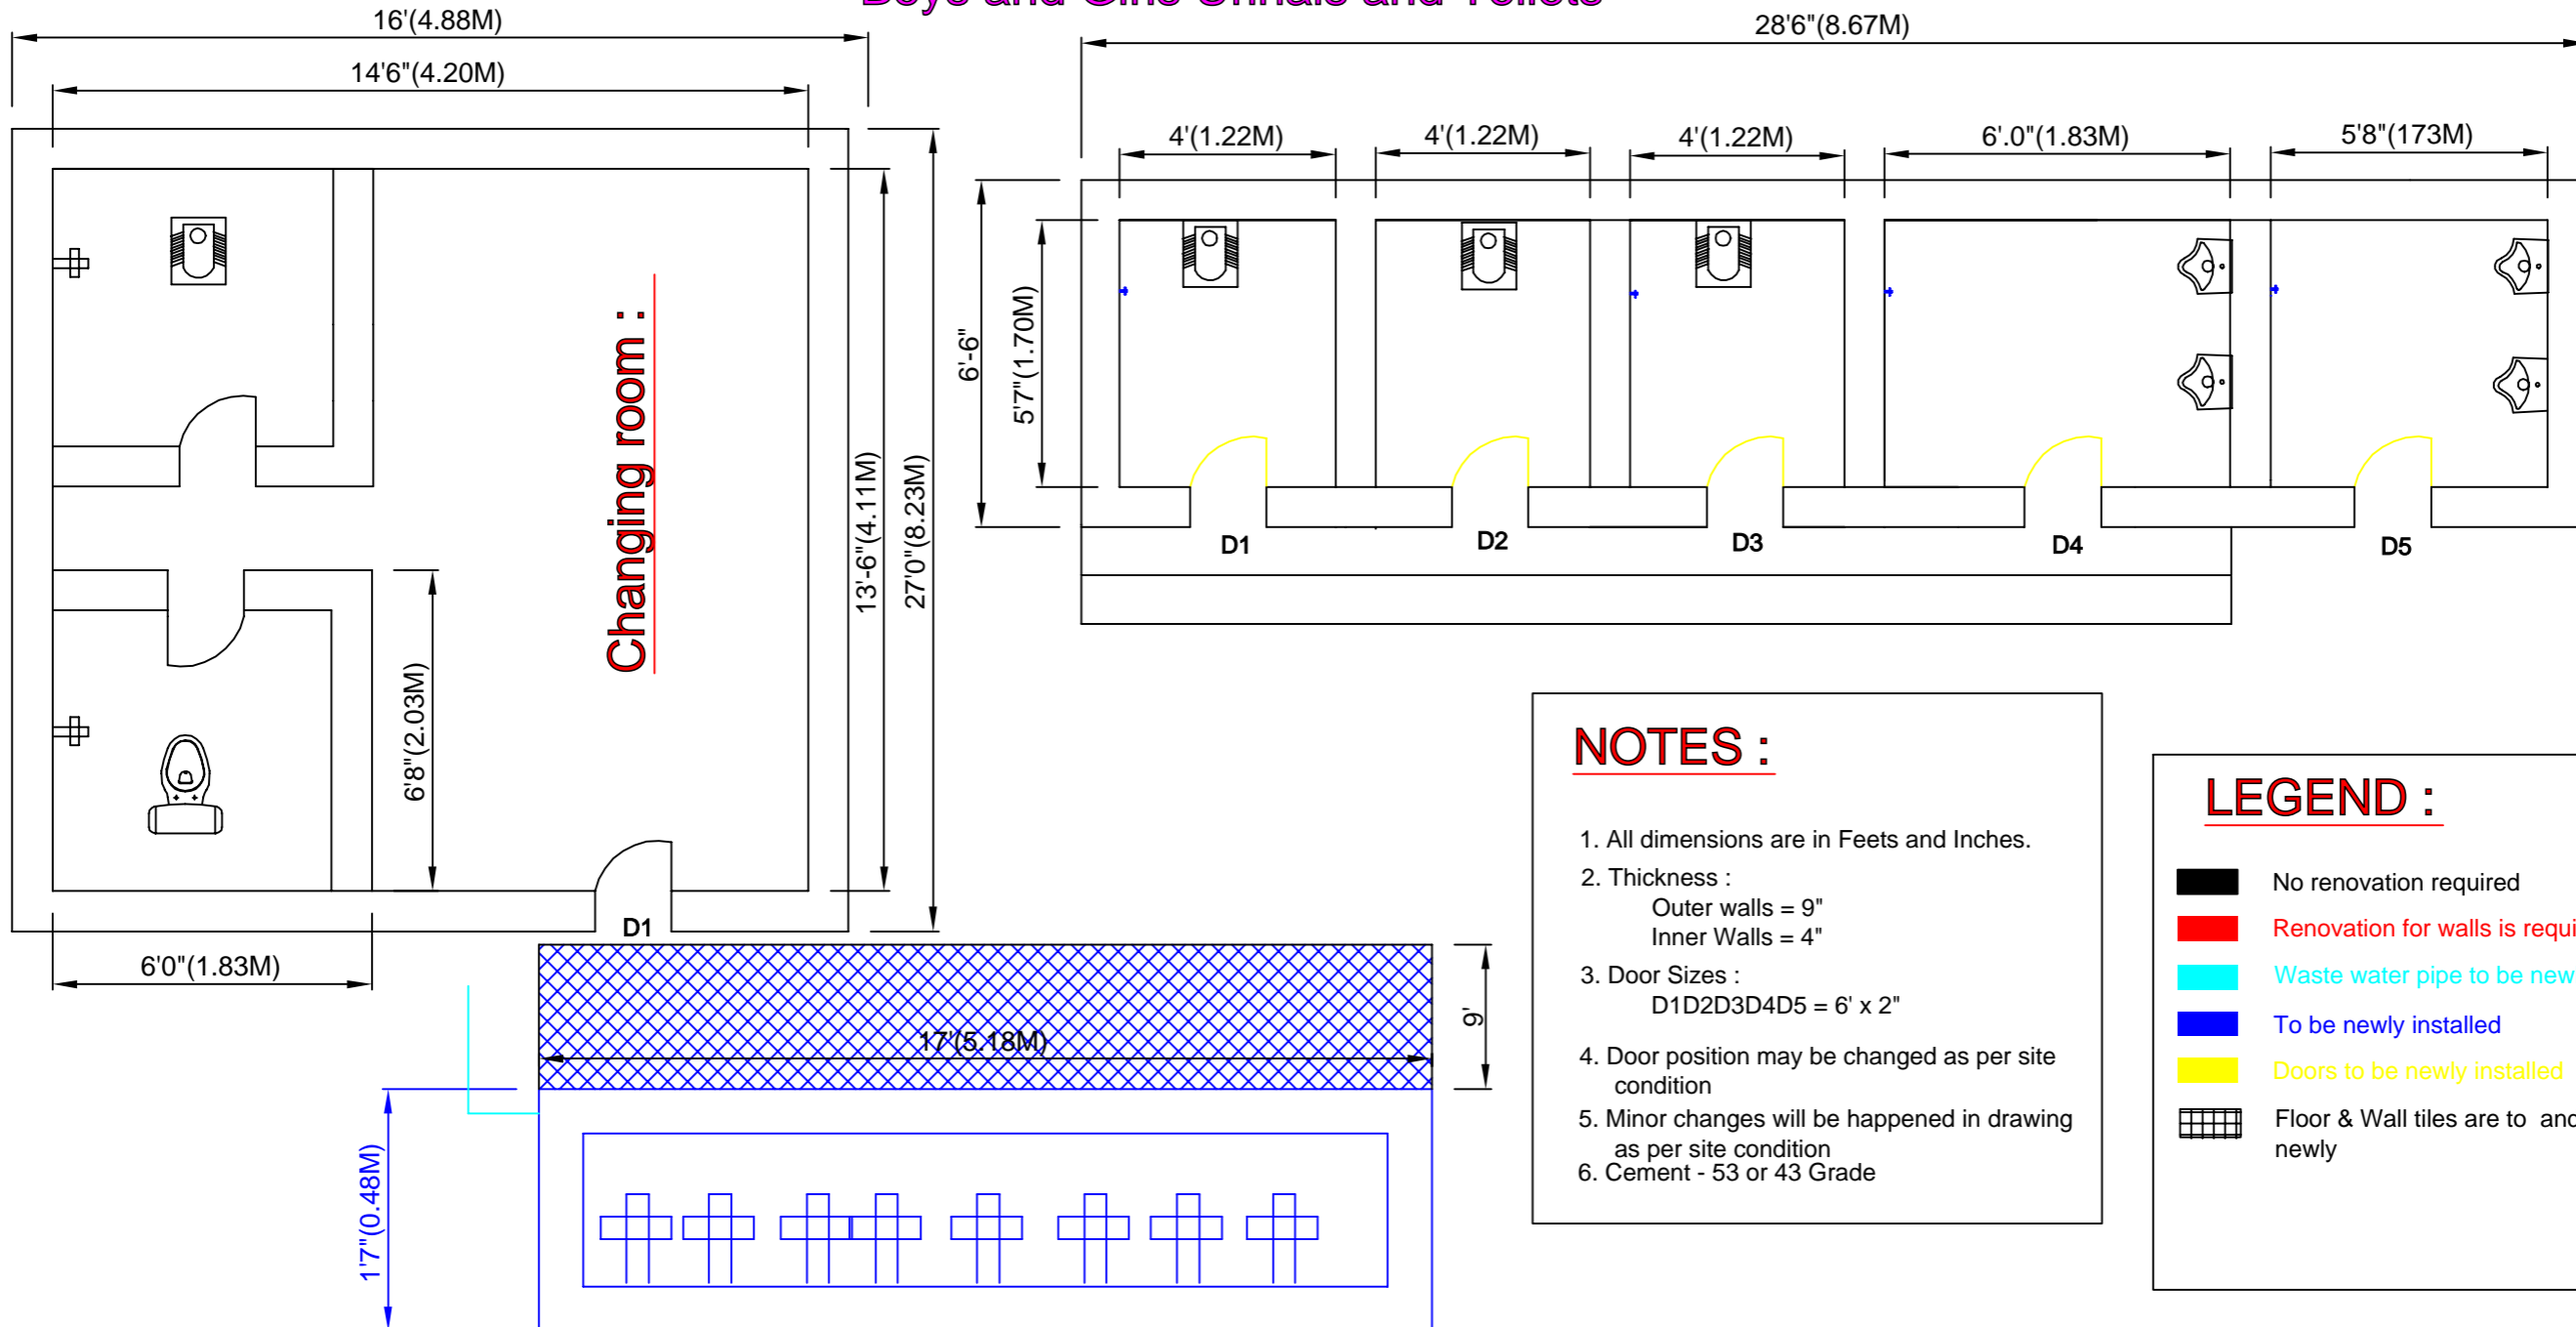 Boys and Girls Urinals and Toilets
16'(4.88M)
14'6"(4.20M)
28'6"(8.67M)
4'(1.22M)
4'(1.22M)
4'(1.22M)
6'.0"(1.83M)
5'8"(173M)
6'-6"
5'7"(1.70M)
Changing room :
13'-6"(4.11M)
27'0"(8.23M)
6'8"(2.03M)
D1
D2
D3
D4
D5
D1
6'0"(1.83M)
17'(5.18M)
9'
1'7"(0.48M)
NOTES :
1. All dimensions are in Feets and Inches.
2. Thickness :
Outer walls = 9"
Inner Walls = 4"
3. Door Sizes :
D1D2D3D4D5 = 6' x 2"
4. Door position may be changed as per site
condition
5. Minor changes will be happened in drawing
as per site condition
6. Cement - 53 or 43 Grade
LEGEND :
No renovation required
Renovation for walls is requi
Waste water pipe to be new
To be newly installed
Doors to be newly installed
Floor & Wall tiles are to and
newly